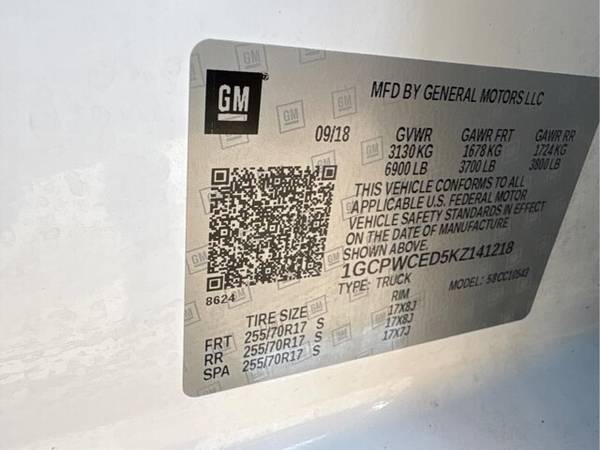 GM
MFD BY GENERAL MOTORS LLC
09/18 GVWR GAWR FRT GAWR RR
3130 KG 1678 KG 1724 KG
6900 LB 3700 LB 3800 LB
THIS VEHICLE CONFORMS TO ALL
APPLICABLE U.S. FEDERAL MOTOR
VEHICLE SAFETY STANDARDS IN EFFECT
ON THE DATE OF MANUFACTURE
SHOWN ABOVE.
1GCPWCED5KZ141218
TYPE: TRUCK MODEL:
8624
TIRE SIZE RIM
FRT 255/70R17 S 17X8J
RR 255/70R17 S 17X8J
SPA 255/70R17 S 17X7J